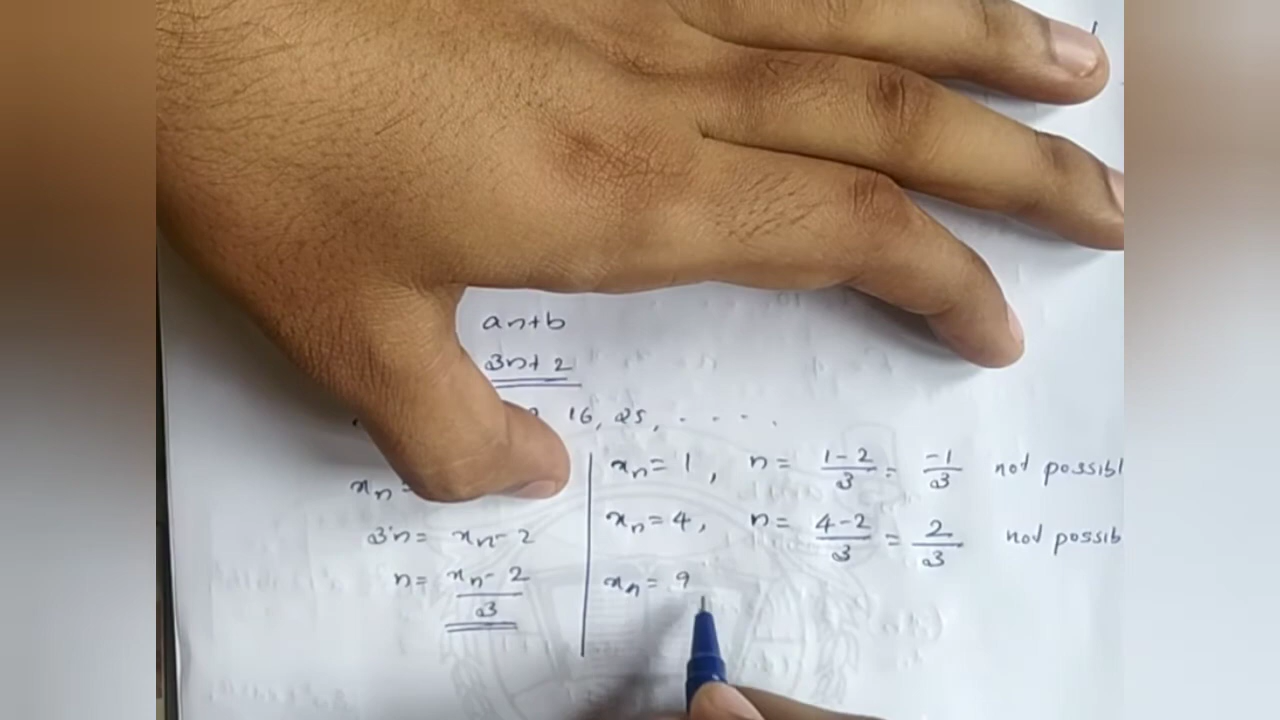 an+b
3n+2
16, 25, - - - .
xn =
3n = xn - 2
n = xn - 2 / 3
xn = 1, n = 1-2 / 3 = -1 / 3 not possibl
xn = 4, n = 4-2 / 3 = 2 / 3 not possib
xn = 9